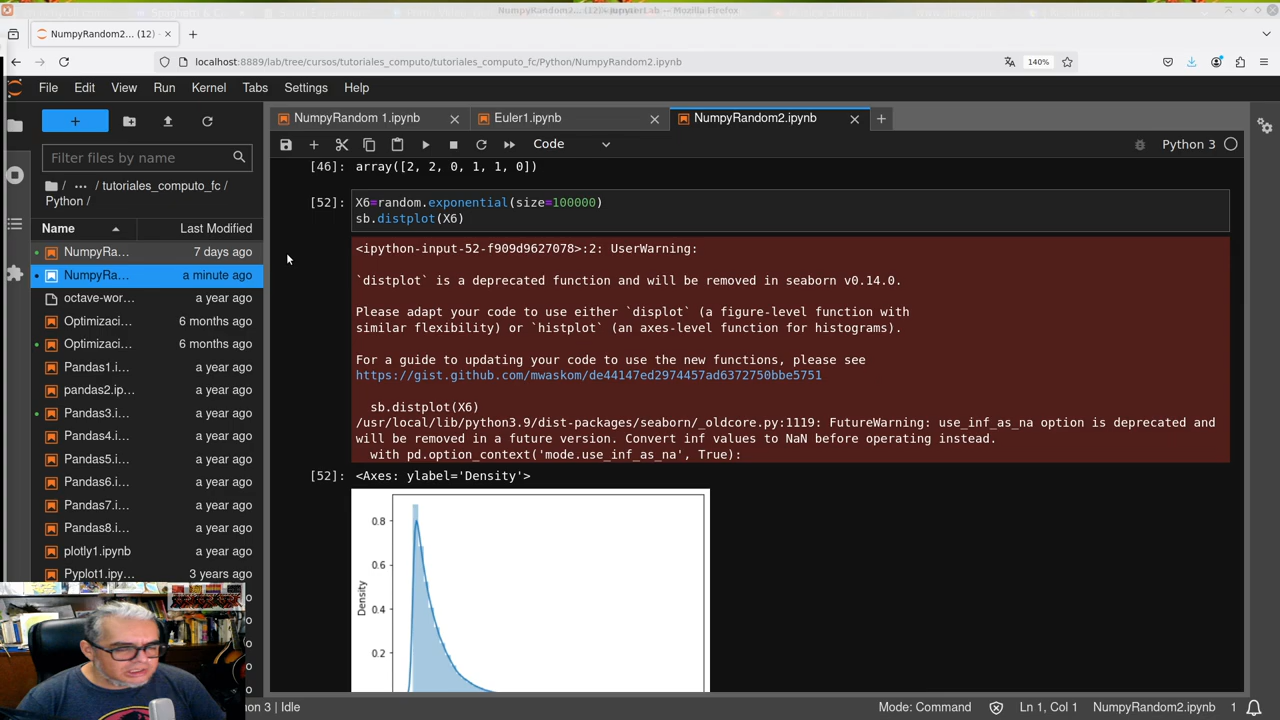 NumpyRandom2... (12) - JupyterLab — Mozilla Firefox
NumpyRandom2... (12)
localhost:8889/lab/tree/cursos/tutoriales_computo/tutoriales_computo_fc/Python/NumpyRandom2.ipynb
140%
File Edit View Run Kernel Tabs Settings Help
NumpyRandom 1.ipynb
Euler1.ipynb
NumpyRandom2.ipynb
Code
Python 3
Filter files by name
/ ... / tutoriales_computo_fc /
Python /
Name Last Modified
NumpyRa... 7 days ago
NumpyRa... a minute ago
octave-wor... a year ago
Optimizaci... 6 months ago
Optimizaci... 6 months ago
Pandas1.i... a year ago
pandas2.ip... a year ago
Pandas3.i... a year ago
Pandas4.i... a year ago
Pandas5.i... a year ago
Pandas6.i... a year ago
Pandas7.i... a year ago
Pandas8.i... a year ago
plotly1.ipynb a year ago
Pyplot1.ipy... 3 years ago
[46]: array([2, 2, 0, 1, 1, 0])
[52]: X6=random.exponential(size=100000)
sb.distplot(X6)
<ipython-input-52-f909d9627078>:2: UserWarning:
`distplot` is a deprecated function and will be removed in seaborn v0.14.0.
Please adapt your code to use either `displot` (a figure-level function with
similar flexibility) or `histplot` (an axes-level function for histograms).
For a guide to updating your code to use the new functions, please see
https://gist.github.com/mwaskom/de44147ed2974457ad6372750bbe5751
sb.distplot(X6)
/usr/local/lib/python3.9/dist-packages/seaborn/_oldcore.py:1119: FutureWarning: use_inf_as_na option is deprecated and
will be removed in a future version. Convert inf values to NaN before operating instead.
with pd.option_context('mode.use_inf_as_na', True):
[52]: <Axes: ylabel='Density'>
0.8
0.6
0.4
0.2
Density
n 3 | Idle
Mode: Command
Ln 1, Col 1
NumpyRandom2.ipynb
1